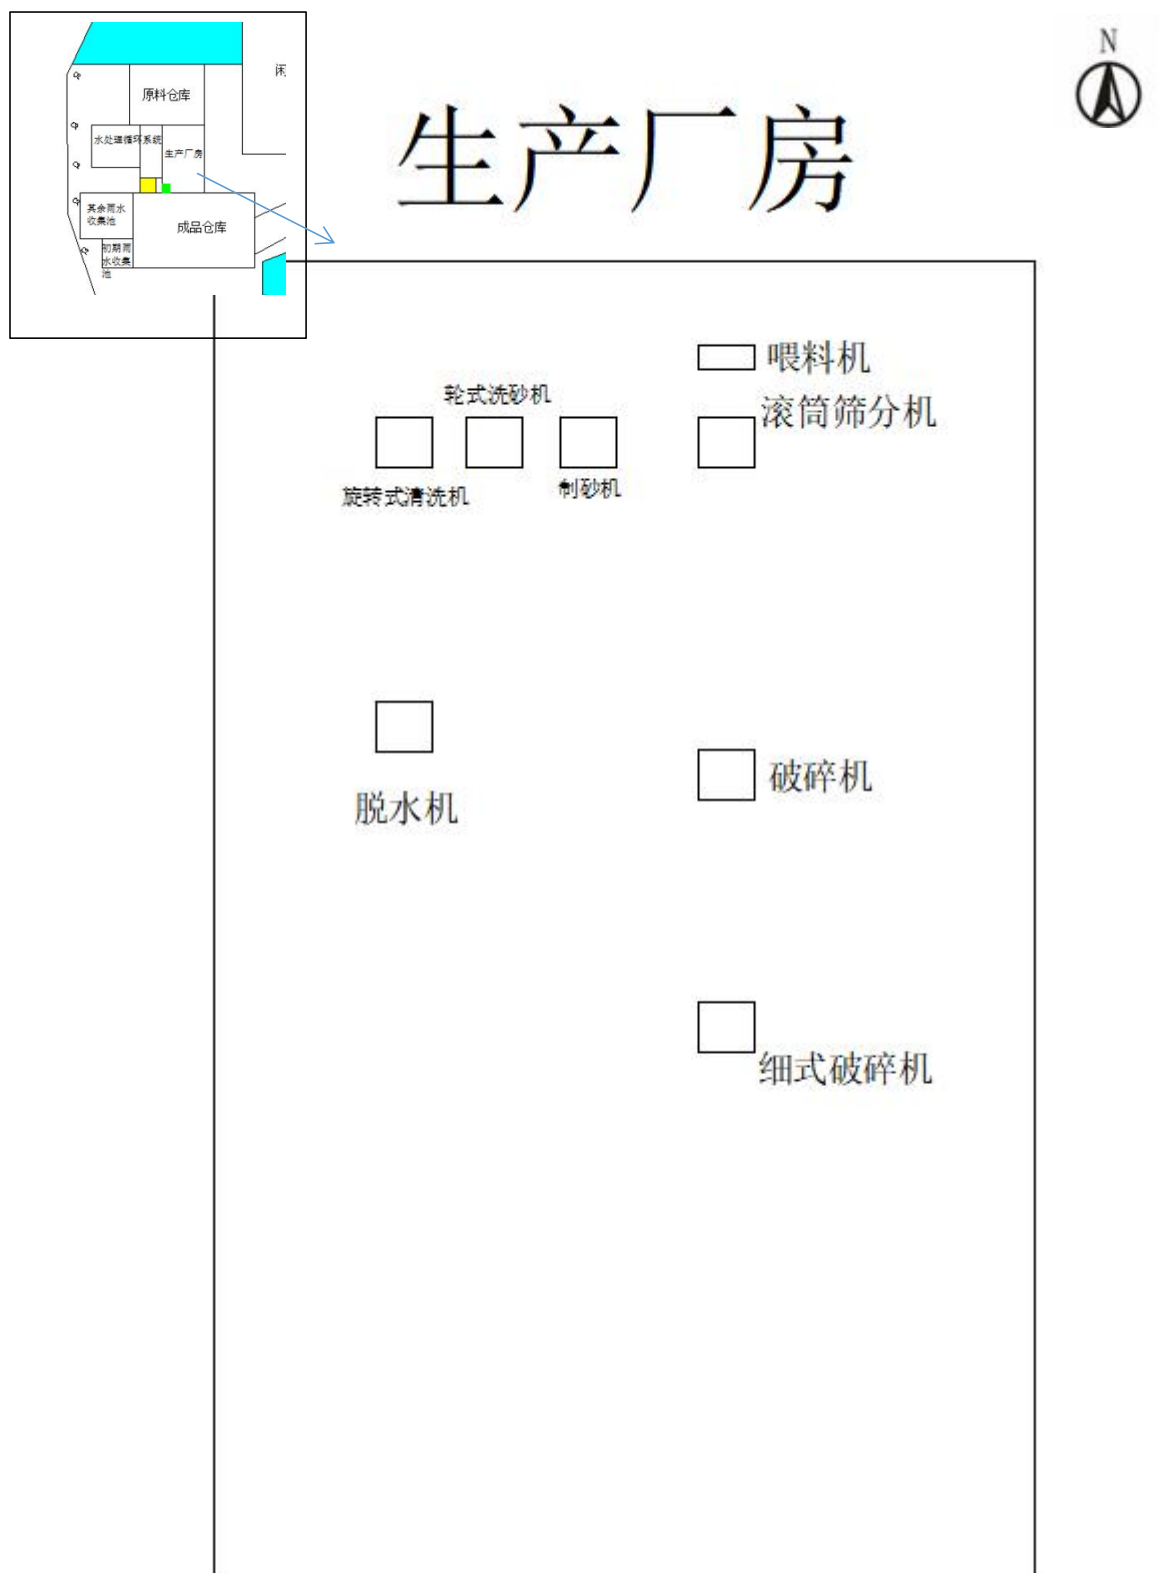 N
生产厂房
闲
原料仓库
水处理循环系统
生产厂房
其余雨水
收集池
成品仓库
初期雨
水收集
池
喂料机
轮式洗砂机
滚筒筛分机
旋转式清洗机
制砂机
脱水机
破碎机
细式破碎机